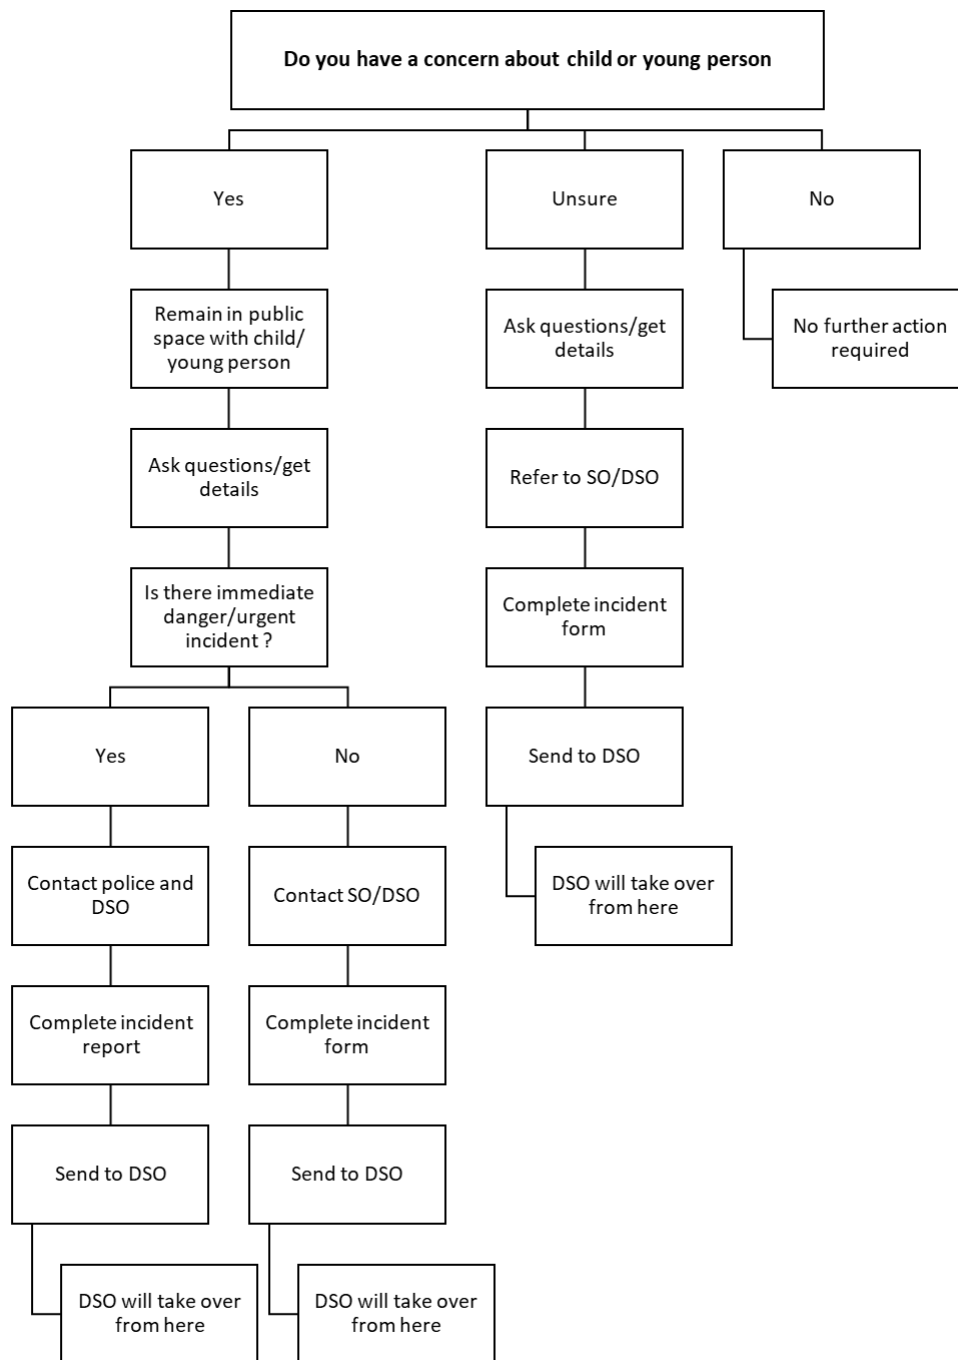 Do you have a concern about child or young person
Yes
Unsure
No
Remain in public
space with child/
young person
Ask questions/get
details
No further action
required
Ask questions/get
details
Refer to SO/DSO
Is there immediate
danger/urgent
incident ?
Complete incident
form
Yes
No
Send to DSO
Contact police and
DSO
Contact SO/DSO
DSO will take over
from here
Complete incident
report
Complete incident
form
Send to DSO
Send to DSO
DSO will take over
from here
DSO will take over
from here